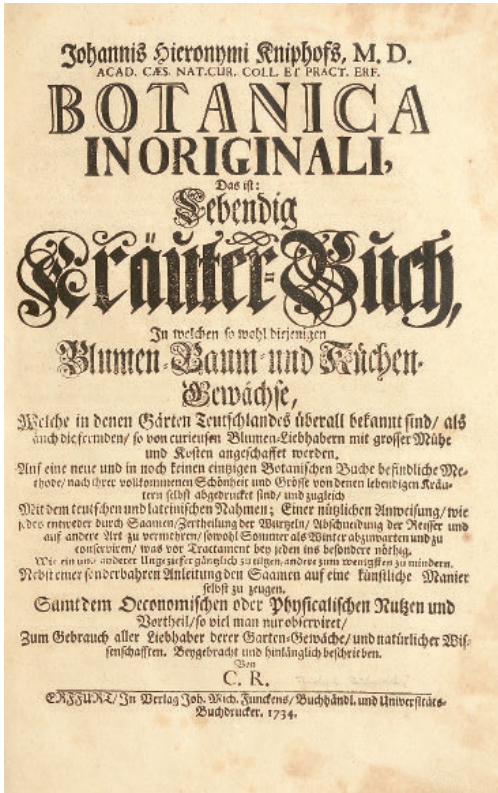 Johannis Hieronymi Kniphofs, M. D.
ACAD. CÆS. NAT. CUR. COLL. ET PRACT. ERF.
BOTANICA
IN ORIGINALI,
Das ist:
Lebendig
Kräuter-Buch,
In welchen so wohl diejenigen
Blumen-Baum- und Küchen-
Gewächse,
Welche in denen Gärten Teutschlandes überall bekannt sind/ als
auch die fremden/ so von curieusen Blumen-Liebhabern mit grosser Mühe
und Kosten angeschaffet werden.
Auf eine neue und in noch keinen eintzigen Botanischen Buche befindliche Me-
thode/ nach ihrer vollkommenen Schönheit und Grösse von denen lebendigen Kräu-
tern selbst abgedrucket sind/ und zugleich
Mit dem teutschen und lateinischen Nahmen; Einer nützlichen Anweisung/ wie
jedes entweder durch Saamen/ Zertheilung der Wurtzeln/ Abschneidung der Reisser und
auf andere Art zu vermehren/ sowohl Sommer als Winter abzuwarten und zu
conserviren/ was vor Tractament bey jeden ins besondere nöthig.
Wie ein und anderer Ungeziefer gäntzlich zu tilgen, andres zum wenigsten zu mindern.
Nebst einer sonderbahren Anleitung den Saamen auf eine künstliche Manier
selbst zu zeugen.
Samt dem Oeconomischen oder Physicalischen Nutzen und
Vortheil/ so viel man nur observiret/
Zum Gebrauch aller Liebhaber derer Garten-Gewächse/ und natürlicher Wis-
senschafften. Beygebracht und hinlänglich beschrieben.
Von
C. R.
ERFFURT/ In Verlag Joh. Mich. Funckens/ Buchhändl. und Universitäts-
Buchdrucker. 1734.